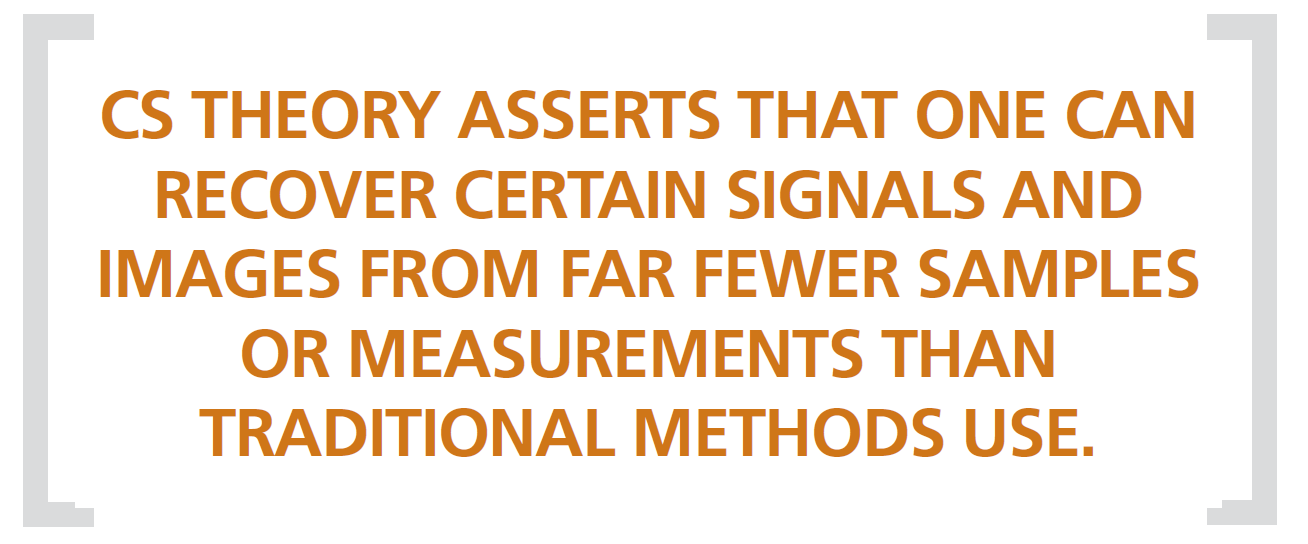 CS THEORY ASSERTS THAT ONE CAN
RECOVER CERTAIN SIGNALS AND
IMAGES FROM FAR FEWER SAMPLES
OR MEASUREMENTS THAN
TRADITIONAL METHODS USE.